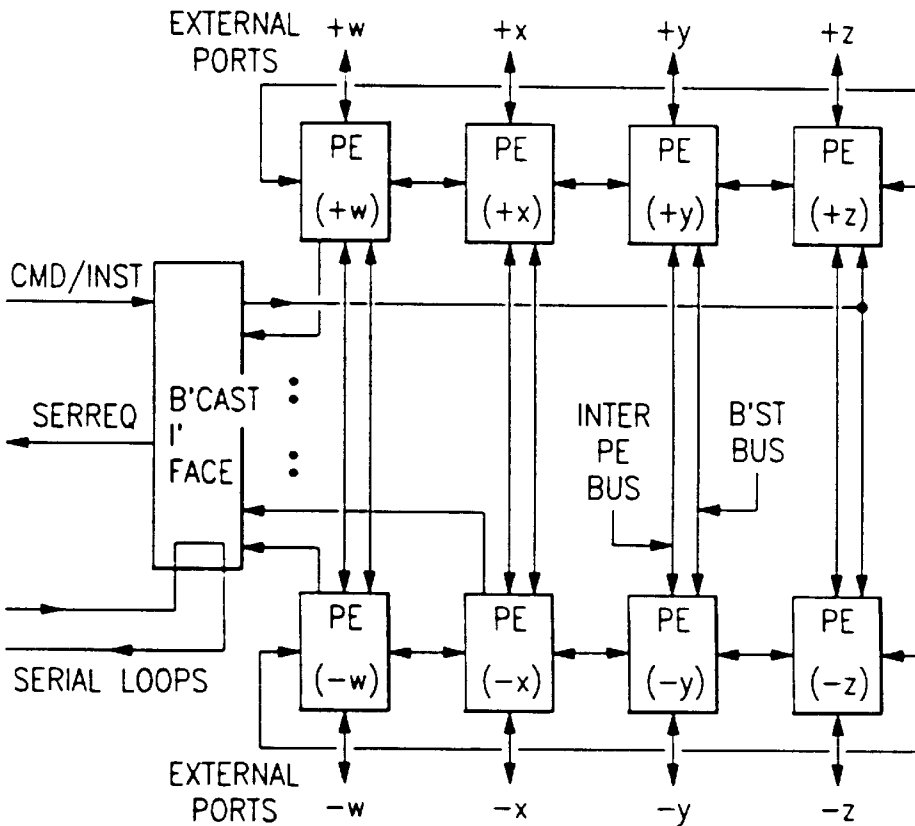 EXTERNAL PORTS
+w
+x
+y
+z
PE (+w)
PE (+x)
PE (+y)
PE (+z)
CMD/INST
SERREQ
B'CAST
I'
FACE
INTER
PE
BUS
B'ST
BUS
SERIAL LOOPS
PE (−w)
PE (−x)
PE (−y)
PE (−z)
EXTERNAL PORTS
−w
−x
−y
−z